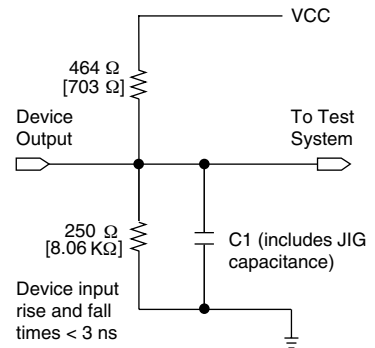 VCC
464 Ω
[703 Ω]
Device
Output
To Test
System
250 Ω
[8.06 KΩ]
C1 (includes JIG
capacitance)
Device input
rise and fall
times < 3 ns